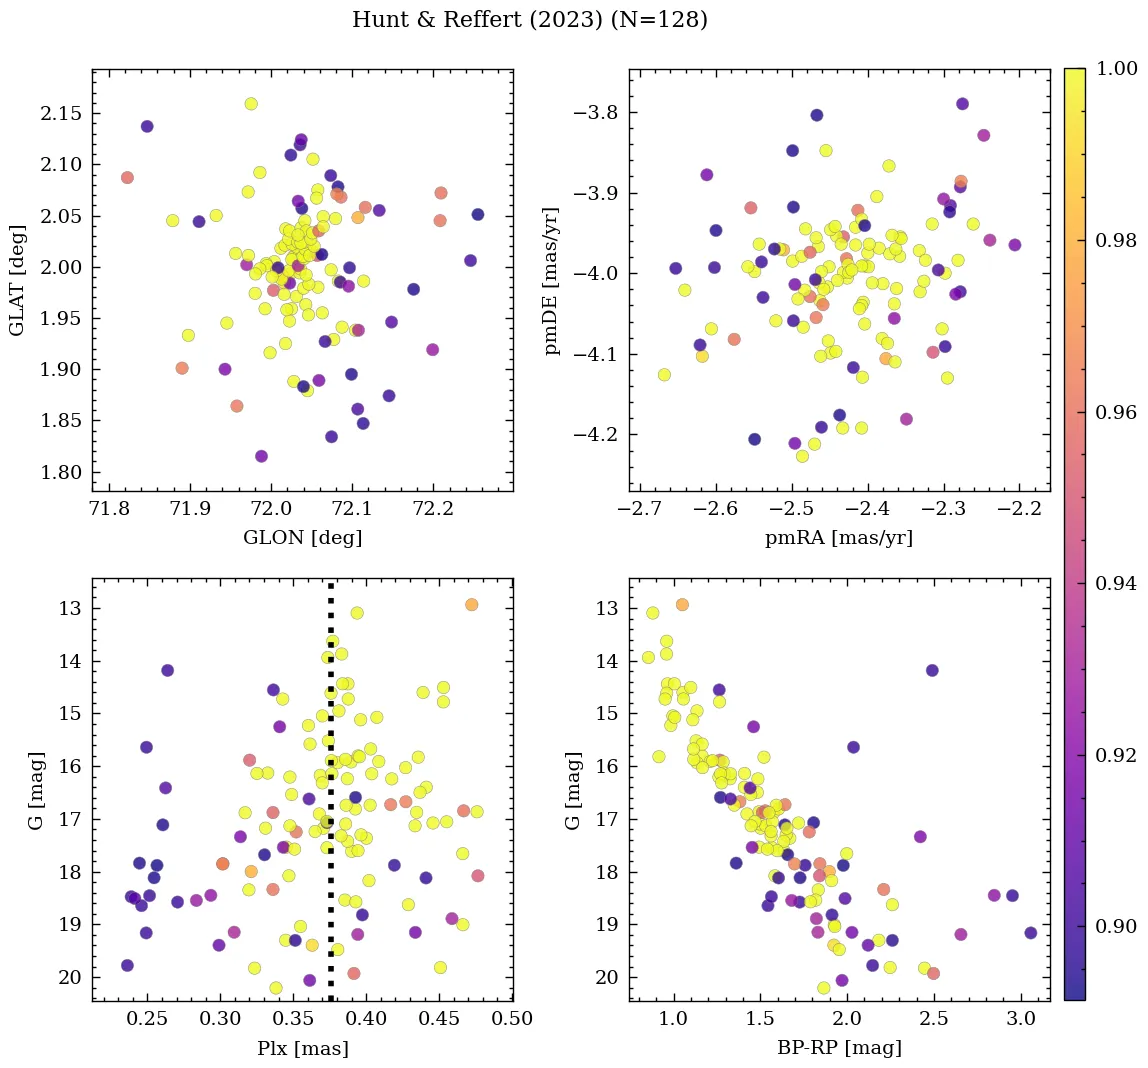 Hunt & Reffert (2023) (N=128)
2.15
2.10
2.05
2.00
1.95
1.90
1.85
1.80
GLAT [deg]
71.8 71.9 72.0 72.1 72.2
GLON [deg]
−3.8
−3.9
−4.0
−4.1
−4.2
pmDE [mas/yr]
−2.7 −2.6 −2.5 −2.4 −2.3 −2.2
pmRA [mas/yr]
13
14
15
16
17
18
19
20
G [mag]
0.25 0.30 0.35 0.40 0.45 0.50
Plx [mas]
13
14
15
16
17
18
19
20
G [mag]
1.0 1.5 2.0 2.5 3.0
BP-RP [mag]
1.00
0.98
0.96
0.94
0.92
0.90